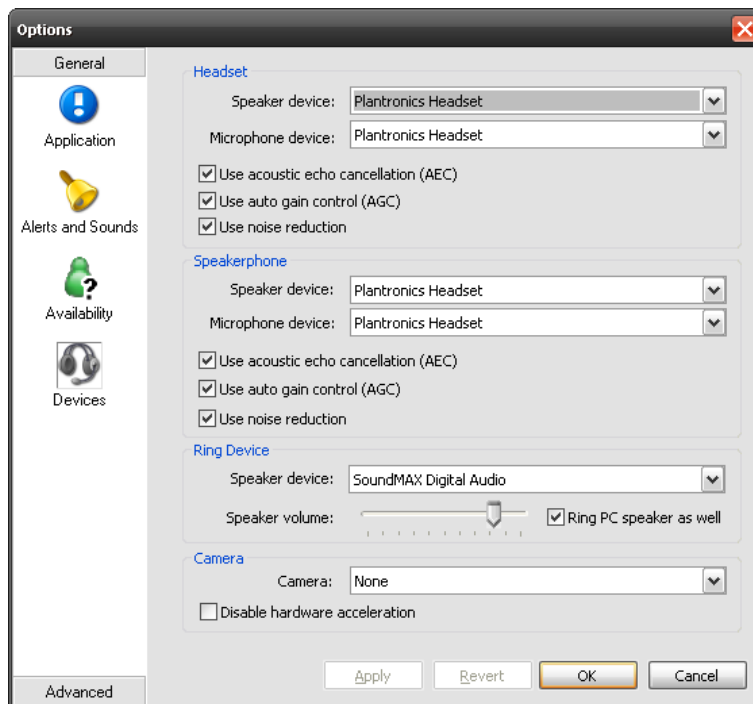 Options
General
Application
Alerts and Sounds
Availability
Devices
Advanced
Headset
Speaker device: Plantronics Headset
Microphone device: Plantronics Headset
Use acoustic echo cancellation (AEC)
Use auto gain control (AGC)
Use noise reduction
Speakerphone
Speaker device: Plantronics Headset
Microphone device: Plantronics Headset
Use acoustic echo cancellation (AEC)
Use auto gain control (AGC)
Use noise reduction
Ring Device
Speaker device: SoundMAX Digital Audio
Speaker volume: Ring PC speaker as well
Camera
Camera: None
Disable hardware acceleration
Apply Revert OK Cancel